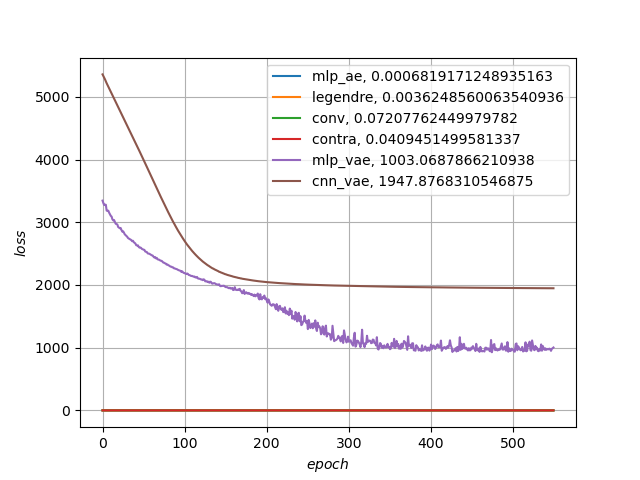 mlp_ae, 0.0006819171248935163
legendre, 0.0036248560063540936
conv, 0.07207762449979782
contra, 0.0409451499581337
mlp_vae, 1003.0687866210938
cnn_vae, 1947.8768310546875
5000
4000
3000
2000
1000
0
loss
0 100 200 300 400 500
epoch